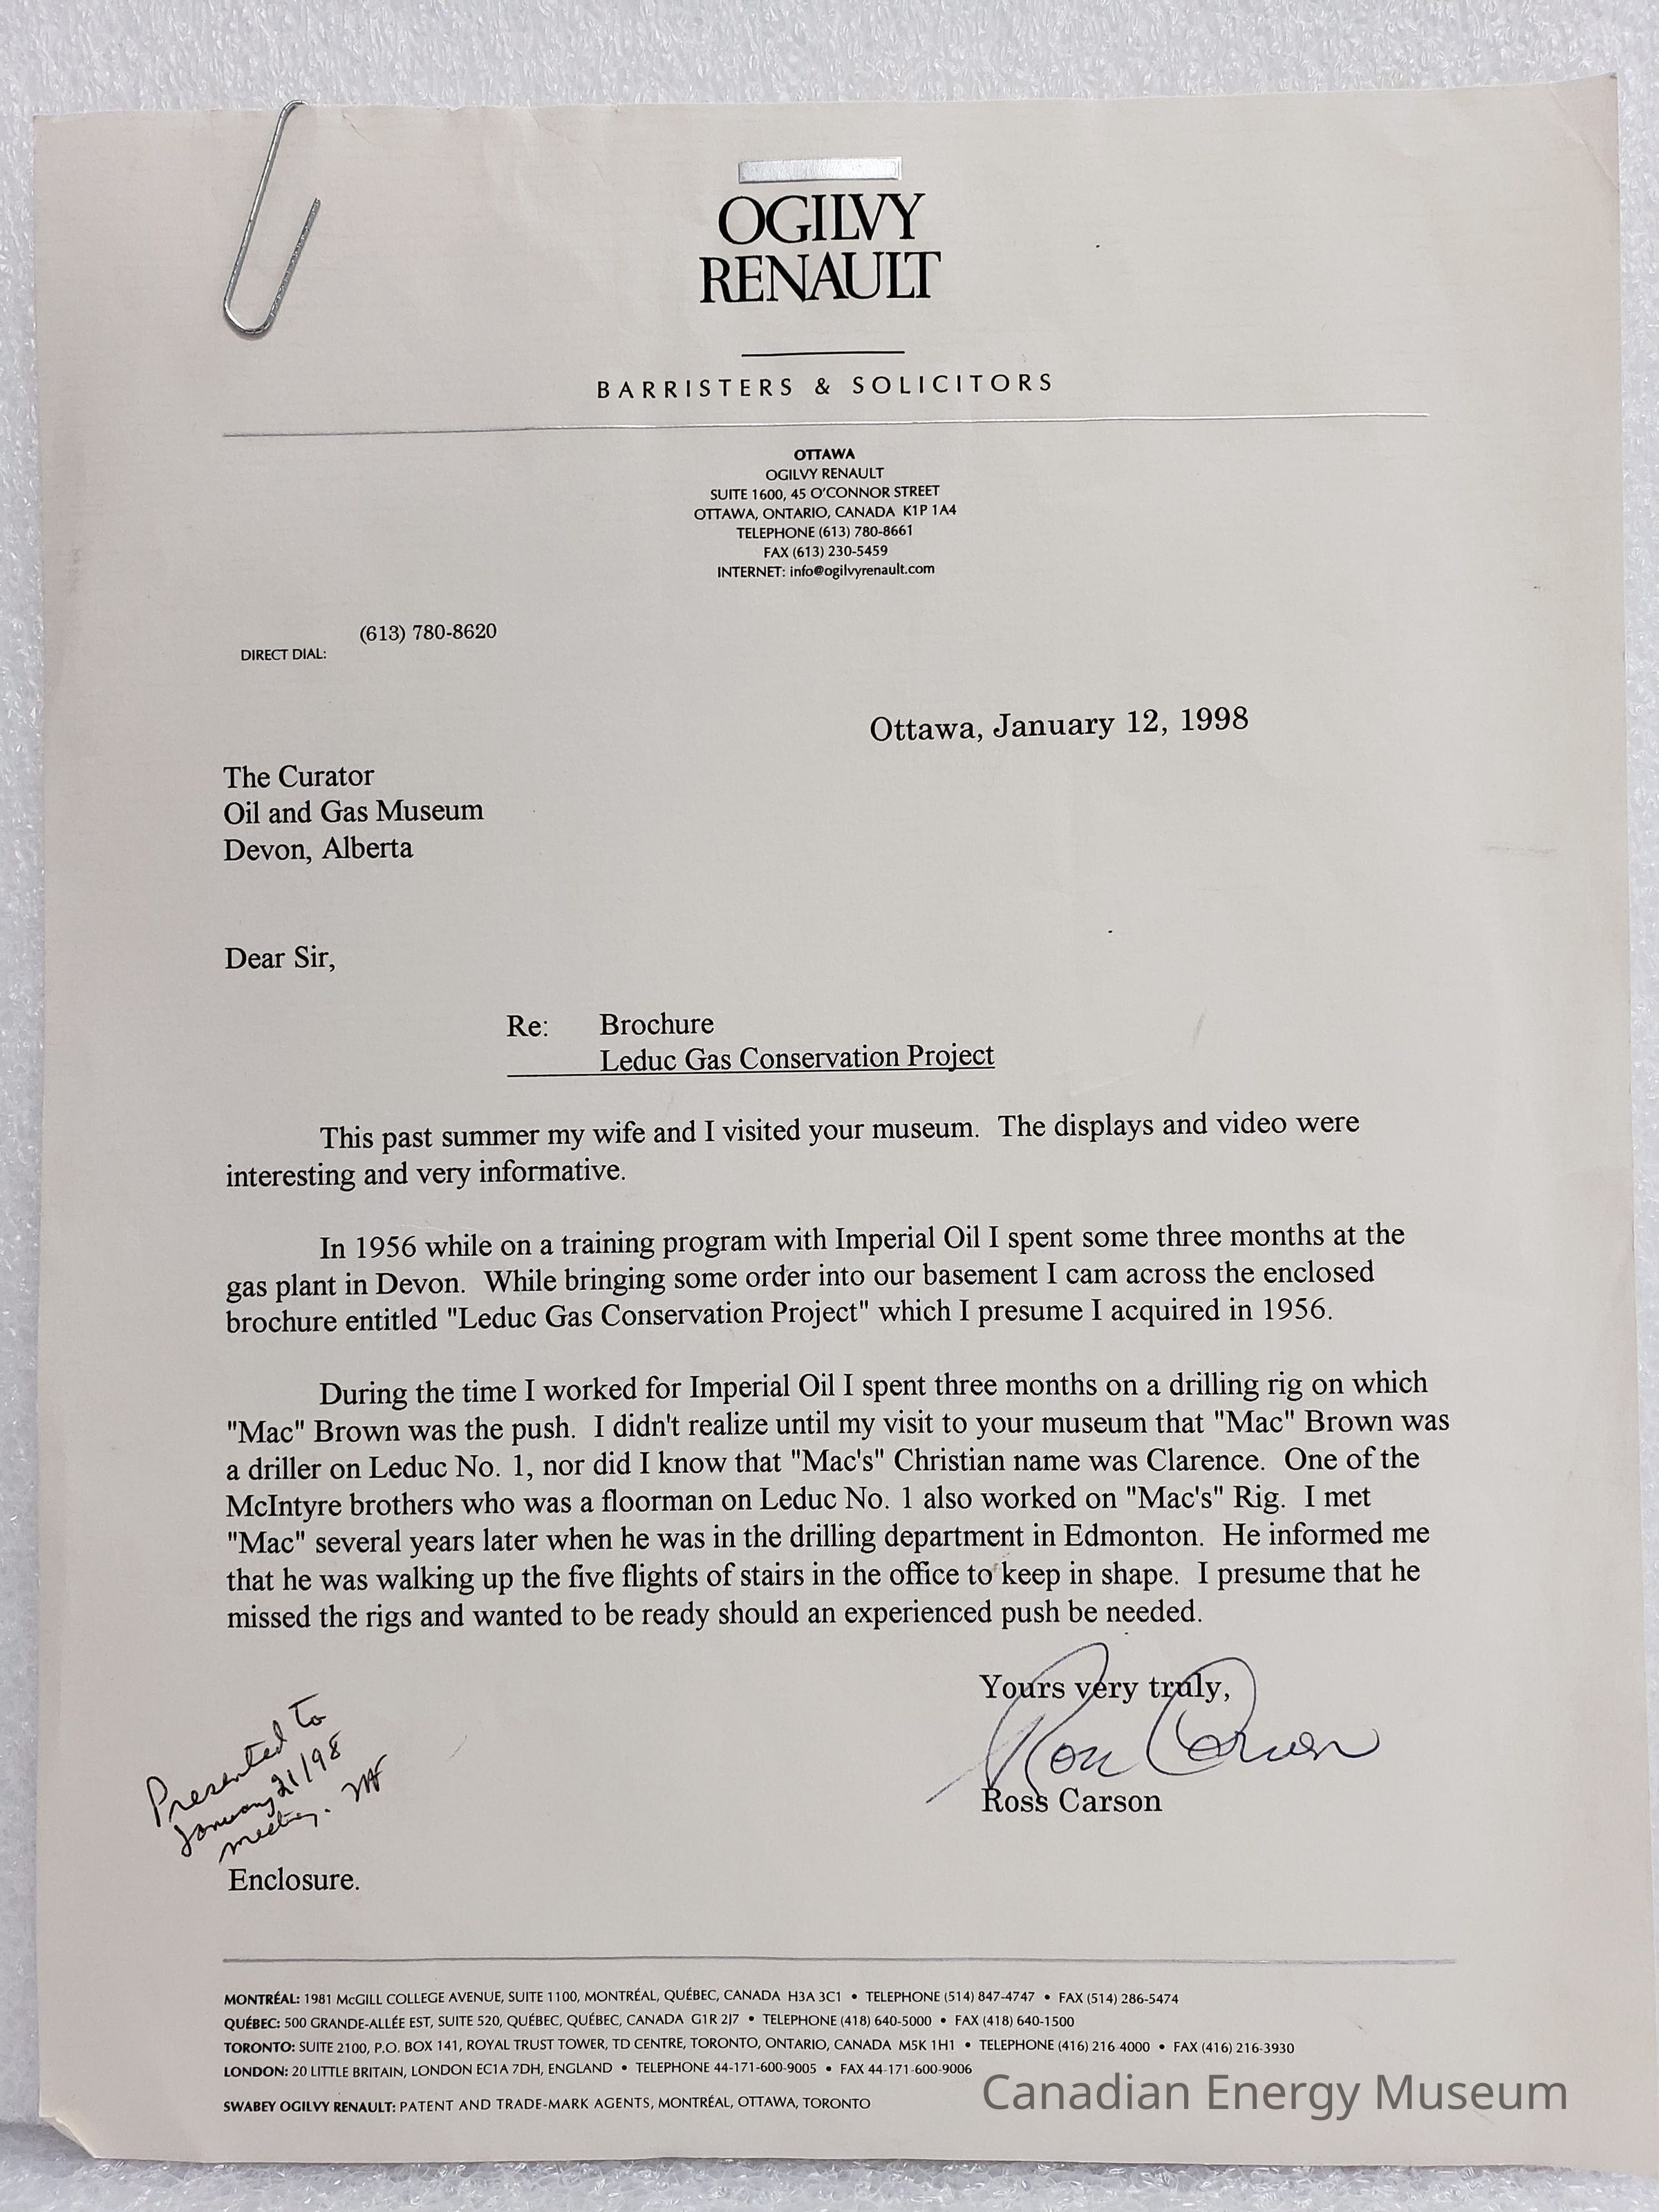 OGILVY
RENAULT
BARRISTERS & SOLICITORS
OTTAWA
OGILVY RENAULT
SUITE 1600, 45 O'CONNOR STREET
OTTAWA, ONTARIO, CANADA K1P 1A4
TELEPHONE (613) 780-8661
FAX (613) 230-5459
INTERNET: info@ogilvyrenault.com
(613) 780-8620
DIRECT DIAL:
Ottawa, January 12, 1998
The Curator
Oil and Gas Museum
Devon, Alberta
Dear Sir,
Re: Brochure
Leduc Gas Conservation Project
This past summer my wife and I visited your museum. The displays and video were
interesting and very informative.
In 1956 while on a training program with Imperial Oil I spent some three months at the
gas plant in Devon. While bringing some order into our basement I cam across the enclosed
brochure entitled "Leduc Gas Conservation Project" which I presume I acquired in 1956.
During the time I worked for Imperial Oil I spent three months on a drilling rig on which
"Mac" Brown was the push. I didn't realize until my visit to your museum that "Mac" Brown was
a driller on Leduc No. 1, nor did I know that "Mac's" Christian name was Clarence. One of the
McIntyre brothers who was a floorman on Leduc No. 1 also worked on "Mac's" Rig. I met
"Mac" several years later when he was in the drilling department in Edmonton. He informed me
that he was walking up the five flights of stairs in the office to keep in shape. I presume that he
missed the rigs and wanted to be ready should an experienced push be needed.
Yours very truly,
Ross Carson
Ross Carson
Presented to
January 21/98
meeting.
Enclosure.
MONTRÉAL: 1981 McGILL COLLEGE AVENUE, SUITE 1100, MONTRÉAL, QUÉBEC, CANADA H3A 3C1 • TELEPHONE (514) 847-4747 • FAX (514) 286-5474
QUÉBEC: 500 GRANDE-ALLÉE EST, SUITE 520, QUÉBEC, QUÉBEC, CANADA G1R 2J7 • TELEPHONE (418) 640-5000 • FAX (418) 640-1500
TORONTO: SUITE 2100, P.O. BOX 141, ROYAL TRUST TOWER, TD CENTRE, TORONTO, ONTARIO, CANADA M5K 1H1 • TELEPHONE (416) 216-4000 • FAX (416) 216-3930
LONDON: 20 LITTLE BRITAIN, LONDON EC1A 7DH, ENGLAND • TELEPHONE 44-171-600-9005 • FAX 44-171-600-9006
SWABEY OGILVY RENAULT: PATENT AND TRADE-MARK AGENTS, MONTRÉAL, OTTAWA, TORONTO
Canadian Energy Museum